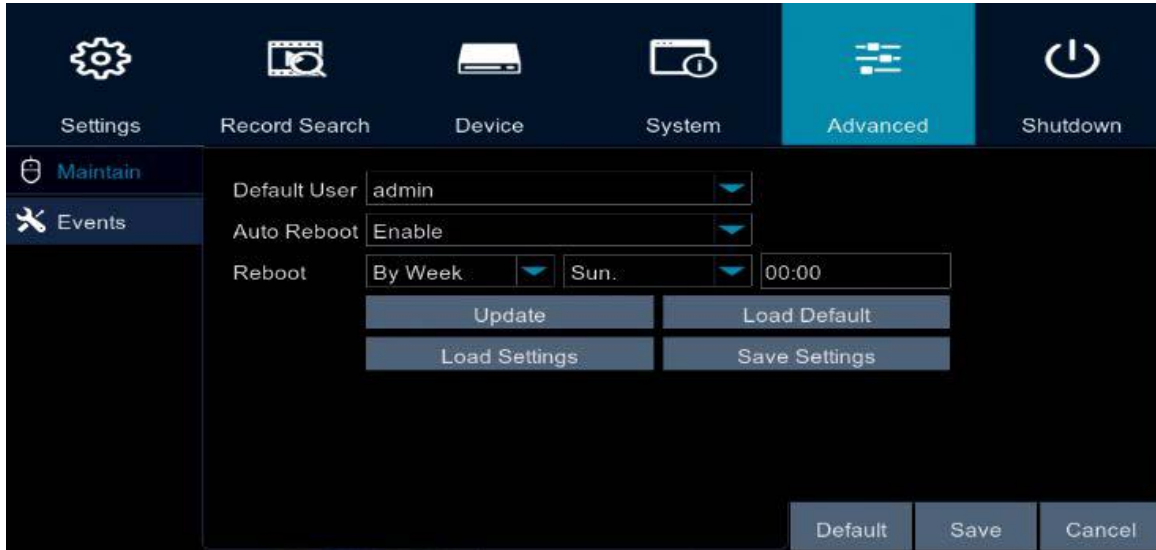 Settings Record Search Device System Advanced Shutdown
Maintain
Events
Default User admin
Auto Reboot Enable
Reboot By Week Sun. 00:00
Update Load Default
Load Settings Save Settings
Default Save Cancel